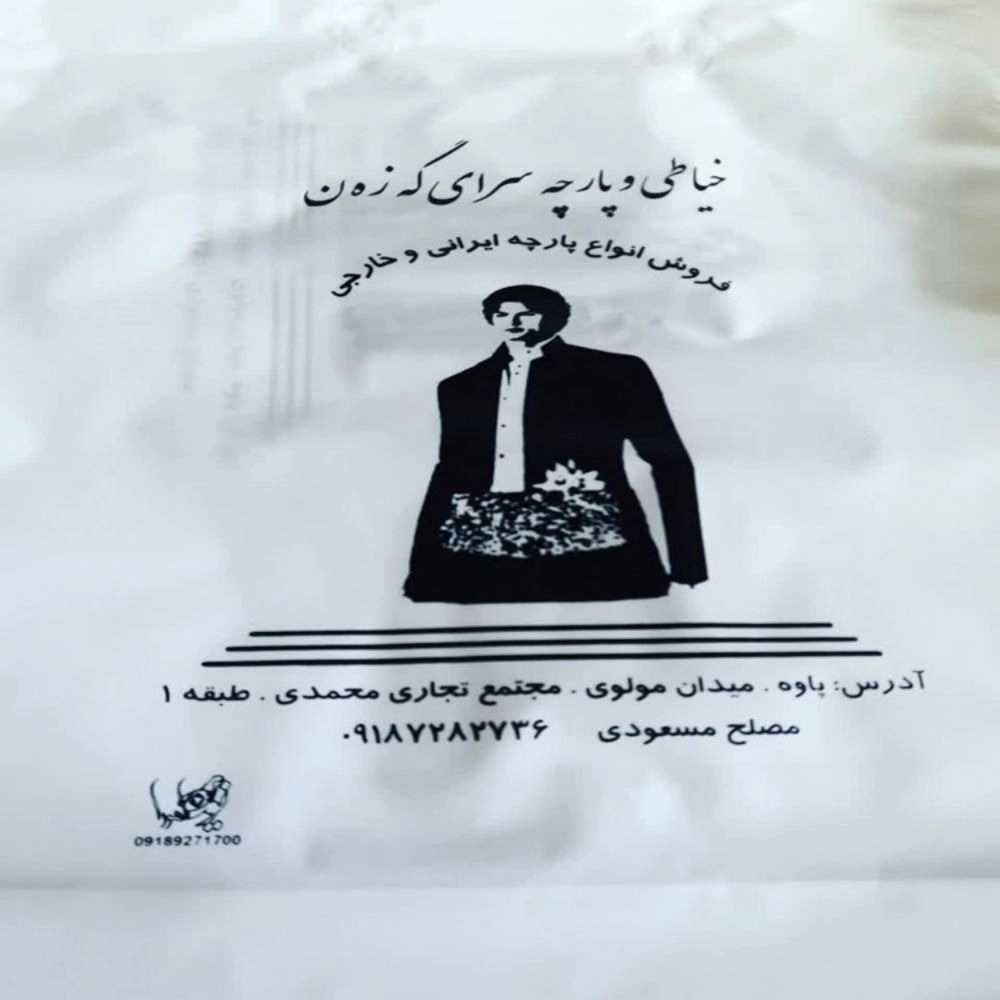 خیاطی و پارچه سرای گه زه ن
فروش انواع پارچه ایرانی و خارجی
آدرس: پاوه . میدان مولوی . مجتمع تجاری محمدی . طبقه ۱
مصلح مسعودی ۰۹۱۸۷۲۸۲۷۳۶
09189271700